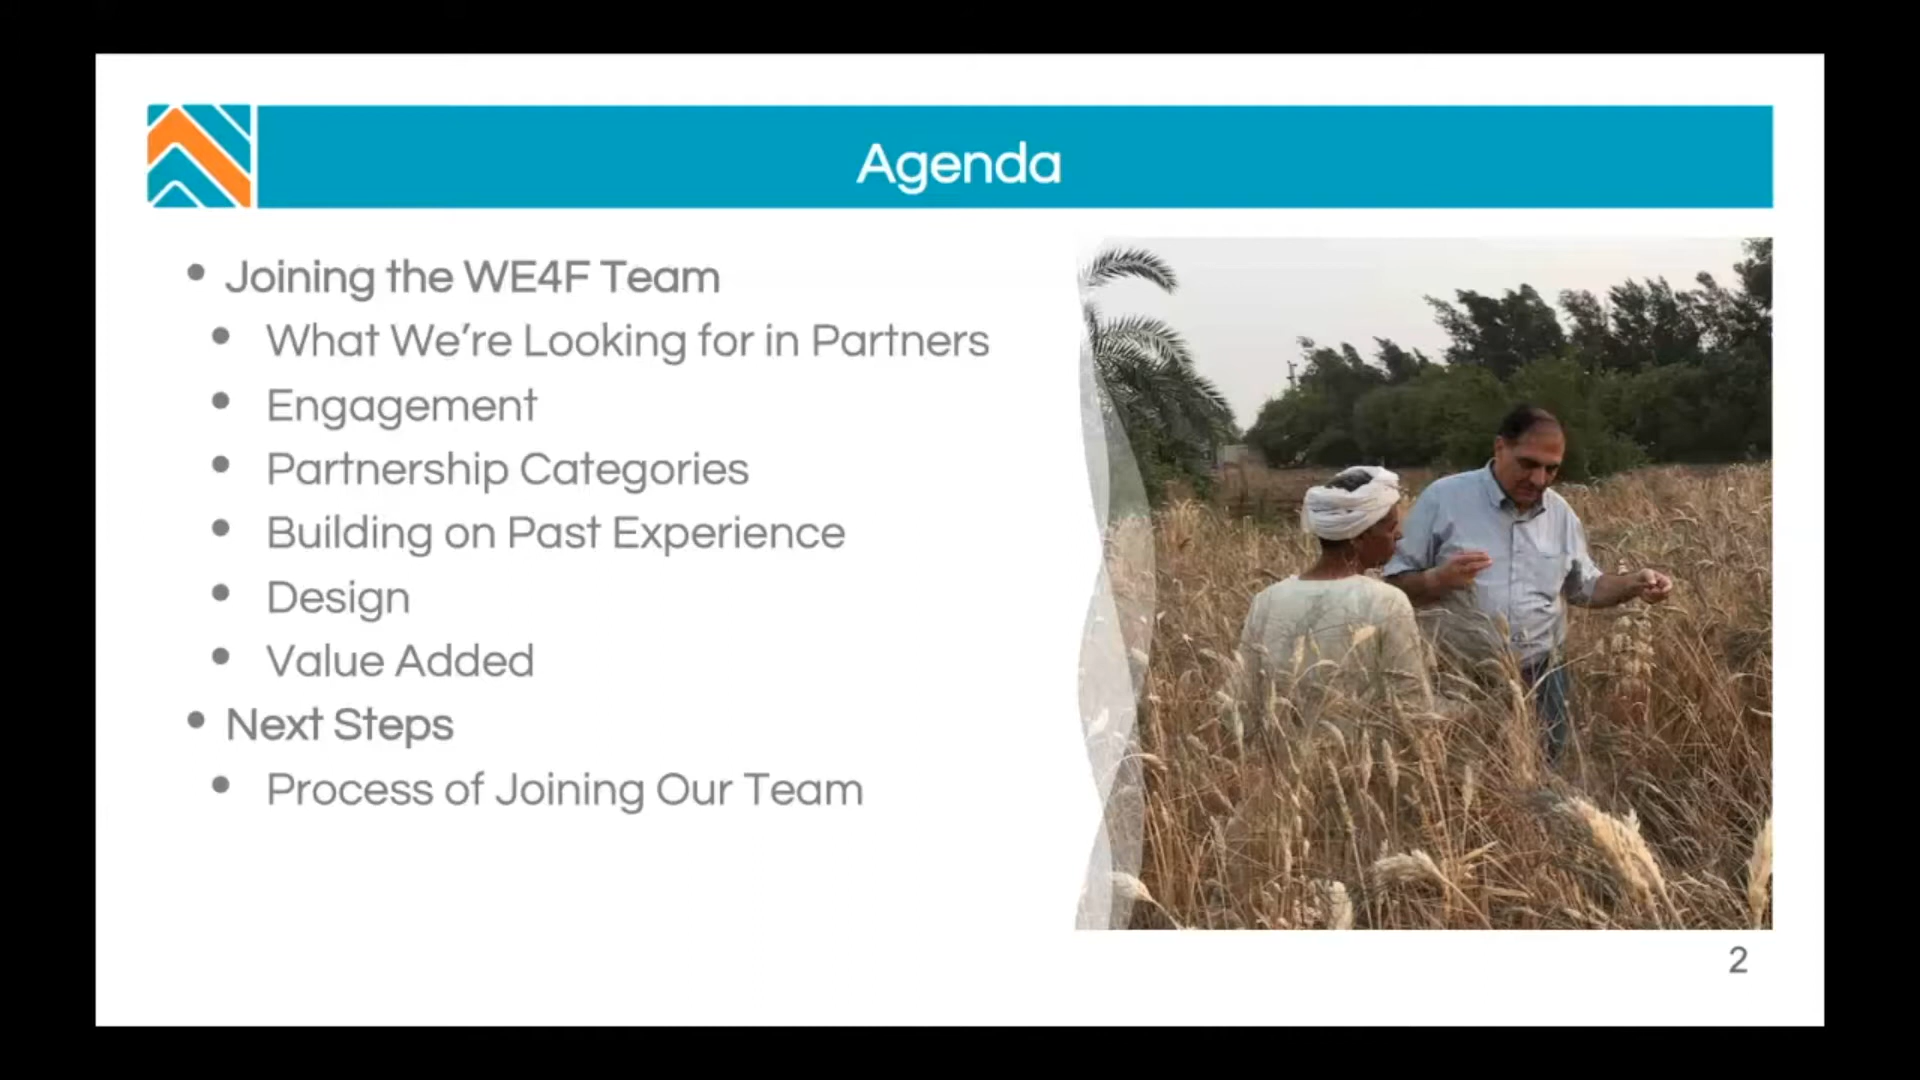 Agenda
• Joining the WE4F Team
• What We’re Looking for in Partners
• Engagement
• Partnership Categories
• Building on Past Experience
• Design
• Value Added
• Next Steps
• Process of Joining Our Team
2